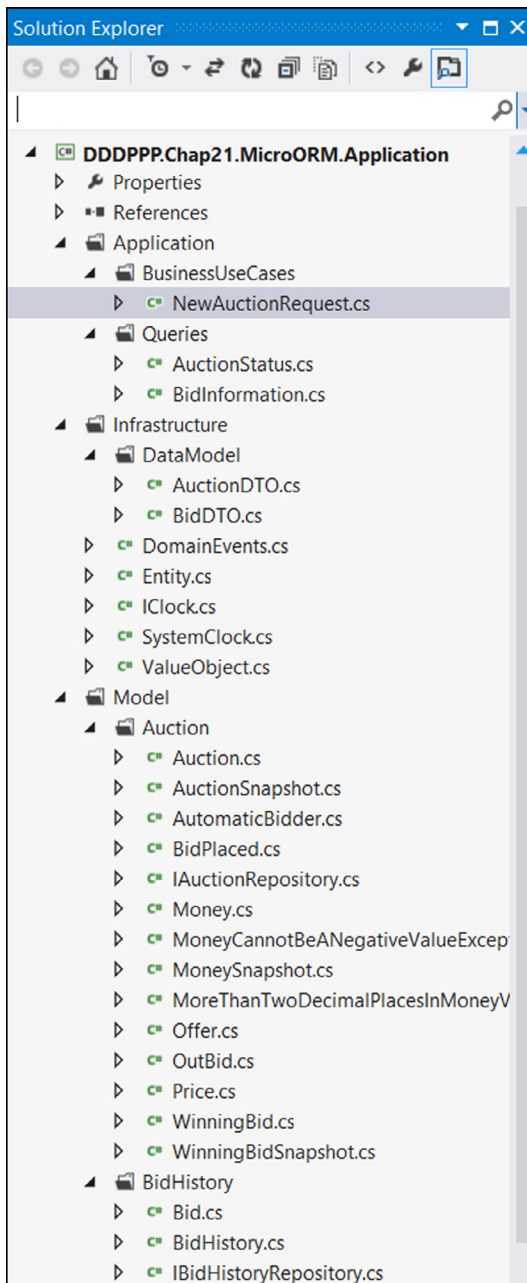 Solution Explorer
DDDPPP.Chap21.MicroORM.Application
Properties
References
Application
BusinessUseCases
NewAuctionRequest.cs
Queries
AuctionStatus.cs
BidInformation.cs
Infrastructure
DataModel
AuctionDTO.cs
BidDTO.cs
DomainEvents.cs
Entity.cs
IClock.cs
SystemClock.cs
ValueObject.cs
Model
Auction
Auction.cs
AuctionSnapshot.cs
AutomaticBidder.cs
BidPlaced.cs
IAuctionRepository.cs
Money.cs
MoneyCannotBeANegativeValueExcep
MoneySnapshot.cs
MoreThanTwoDecimalPlacesInMoneyV
Offer.cs
OutBid.cs
Price.cs
WinningBid.cs
WinningBidSnapshot.cs
BidHistory
Bid.cs
BidHistory.cs
IBidHistoryRepository.cs